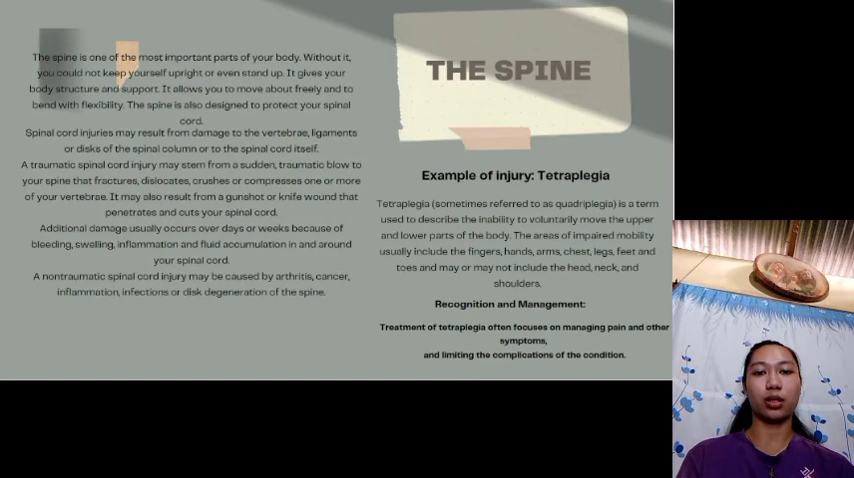 The spine is one of the most important parts of your body. Without it,
you could not keep yourself upright or even stand up. It gives your
body structure and support. It allows you to move about freely and to
bend with flexibility. The spine is also designed to protect your spinal
cord.
Spinal cord injuries may result from damage to the vertebrae, ligaments
or disks of the spinal column or to the spinal cord itself.
A traumatic spinal cord injury may stem from a sudden, traumatic blow to
your spine that fractures, dislocates, crushes or compresses one or more
of your vertebrae. It may also result from a gunshot or knife wound that
penetrates and cuts your spinal cord.
Additional damage usually occurs over days or weeks because of
bleeding, swelling, inflammation and fluid accumulation in and around
your spinal cord.
A nontraumatic spinal cord injury may be caused by arthritis, cancer,
inflammation, infections or disk degeneration of the spine.
THE SPINE
Example of injury: Tetraplegia
Tetraplegia (sometimes referred to as quadriplegia) is a term
used to describe the inability to voluntarily move the upper
and lower parts of the body. The areas of impaired mobility
usually include the fingers, hands, arms, chest, legs, feet and
toes and may or may not include the head, neck, and
shoulders.
Recognition and Management:
Treatment of tetraplegia often focuses on managing pain and other
symptoms,
and limiting the complications of the condition.